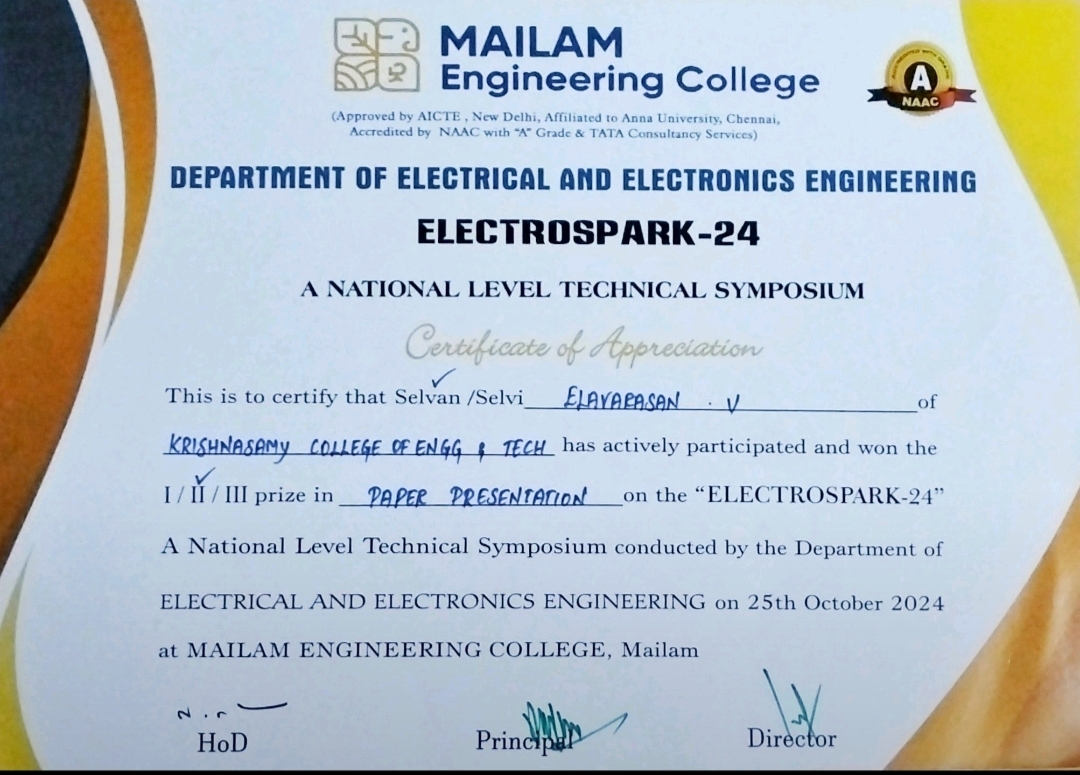 MAILAM
Engineering College
A
NAAC
(Approved by AICTE , New Delhi, Affiliated to Anna University, Chennai,
Accredited by NAAC with "A" Grade & TATA Consultancy Services)
DEPARTMENT OF ELECTRICAL AND ELECTRONICS ENGINEERING
ELECTROSPARK-24
A NATIONAL LEVEL TECHNICAL SYMPOSIUM
Certificate of Appreciation
This is to certify that Selvan /Selvi ELAVARASAN . V of
KRISHNASAMY COLLEGE OF ENGG & TECH has actively participated and won the
I / II / III prize in PAPER PRESENTATION on the "ELECTROSPARK-24"
A National Level Technical Symposium conducted by the Department of
ELECTRICAL AND ELECTRONICS ENGINEERING on 25th October 2024
at MAILAM ENGINEERING COLLEGE, Mailam
HoD
Principal
Director